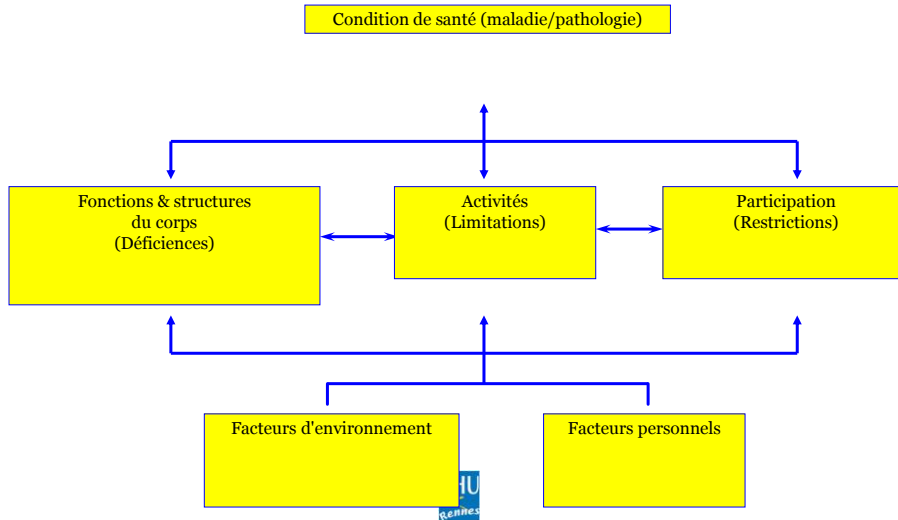 Condition de santé (maladie/pathologie)
Fonctions & structures
du corps
(Déficiences)
Activités
(Limitations)
Participation
(Restrictions)
Facteurs d'environnement
Facteurs personnels
Rennes